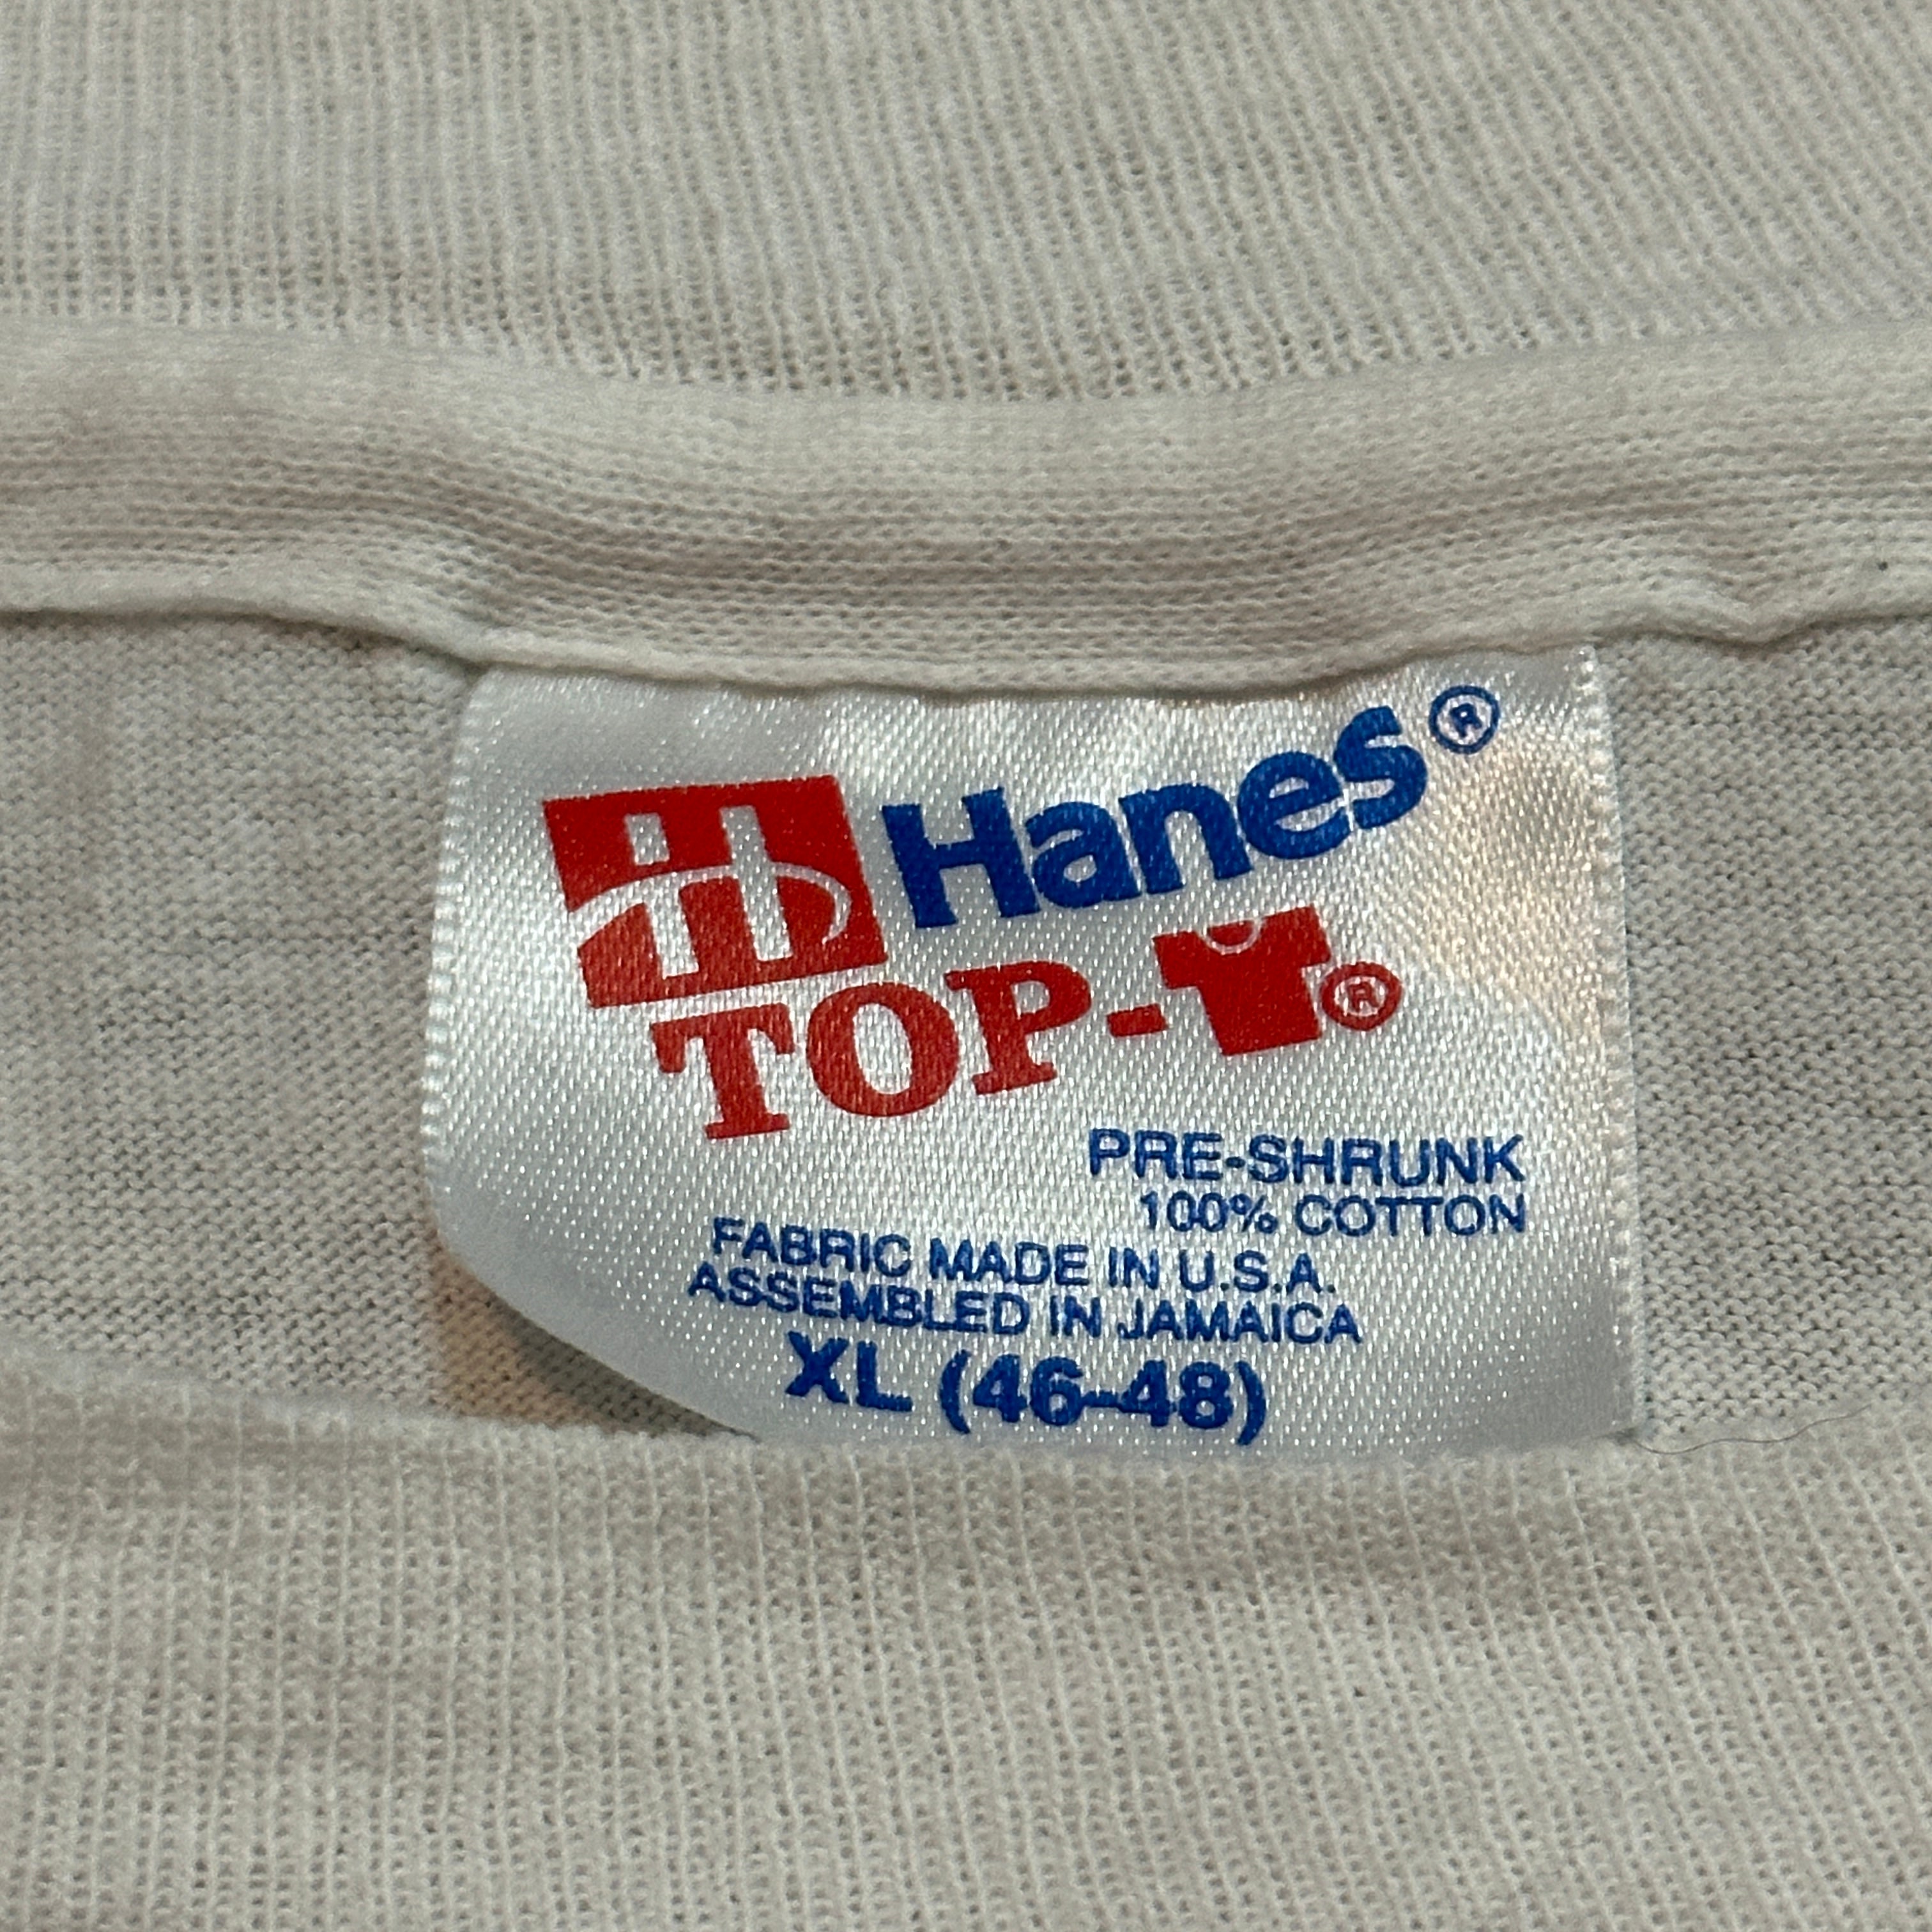 Hanes®
TOP-®
PRE-SHRUNK
100% COTTON
FABRIC MADE IN U.S.A.
ASSEMBLED IN JAMAICA
XL (46-48)